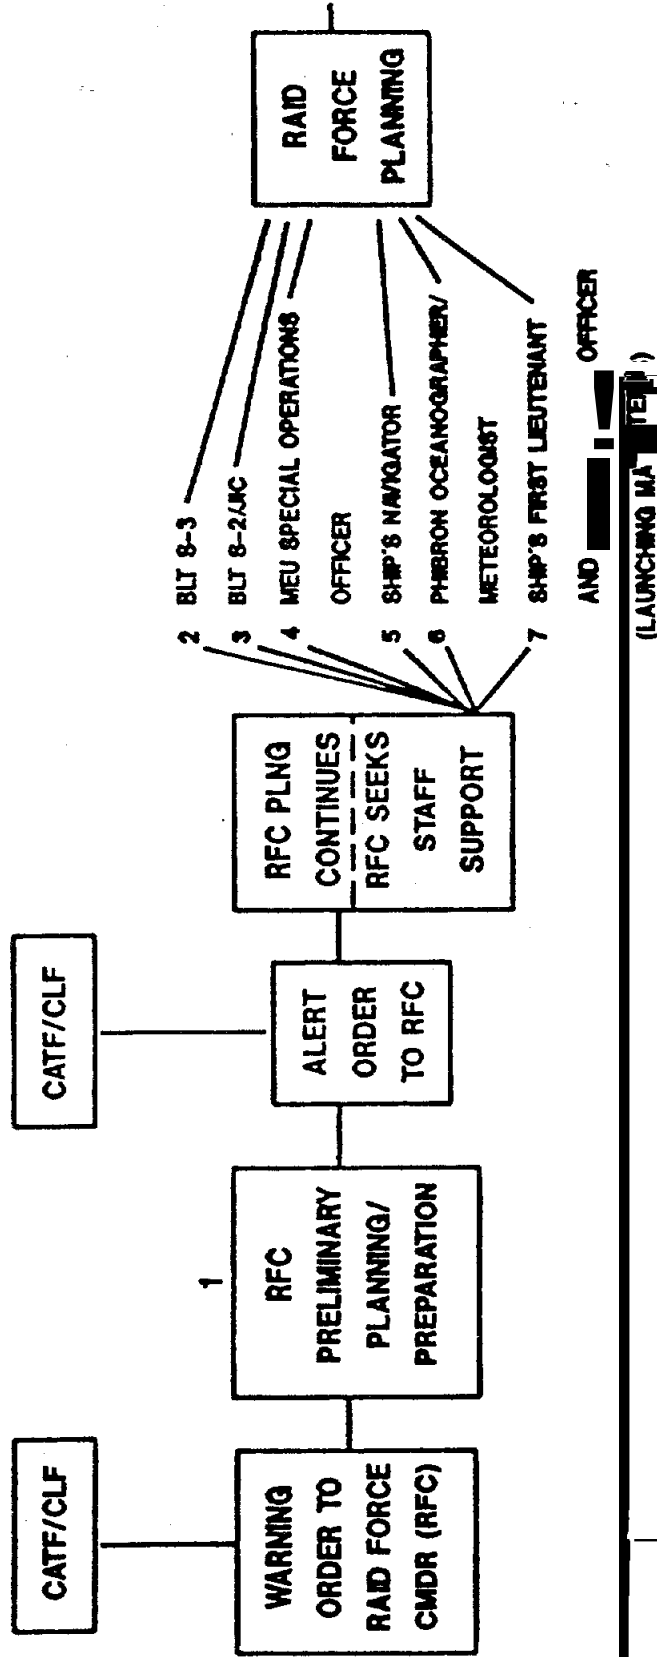 CATF/CLF
WARNING
ORDER TO
RAID FORCE
CMDR (RFC)
1
RFC
PRELIMINARY
PLANNING/
PREPARATION
CATF/CLF
ALERT
ORDER
TO RFC
RFC PLNG
CONTINUES
RFC SEEKS
STAFF
SUPPORT
2 BLT S-3
3 BLT S-2/JIC
4 MEU SPECIAL OPERATIONS
OFFICER
5 SHIP'S NAVIGATOR
6 PHIBRON OCEANOGRAPHER/
METEOROLOGIST
7 SHIP'S FIRST LIEUTENANT
AND OFFICER
(LAUNCHING
RAID
FORCE
PLANNING